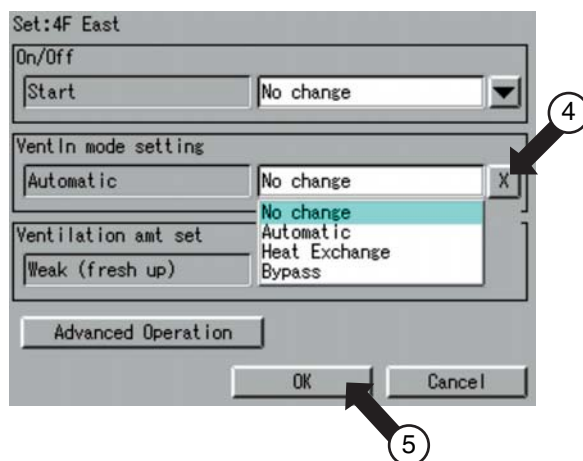 Set:4F East
On/Off
Start No change
4
Ventln mode setting
Automatic No change X
No change
Ventilation amt set Automatic
Heat Exchange
Weak (fresh up) Bypass
Advanced Operation
OK Cancel
5